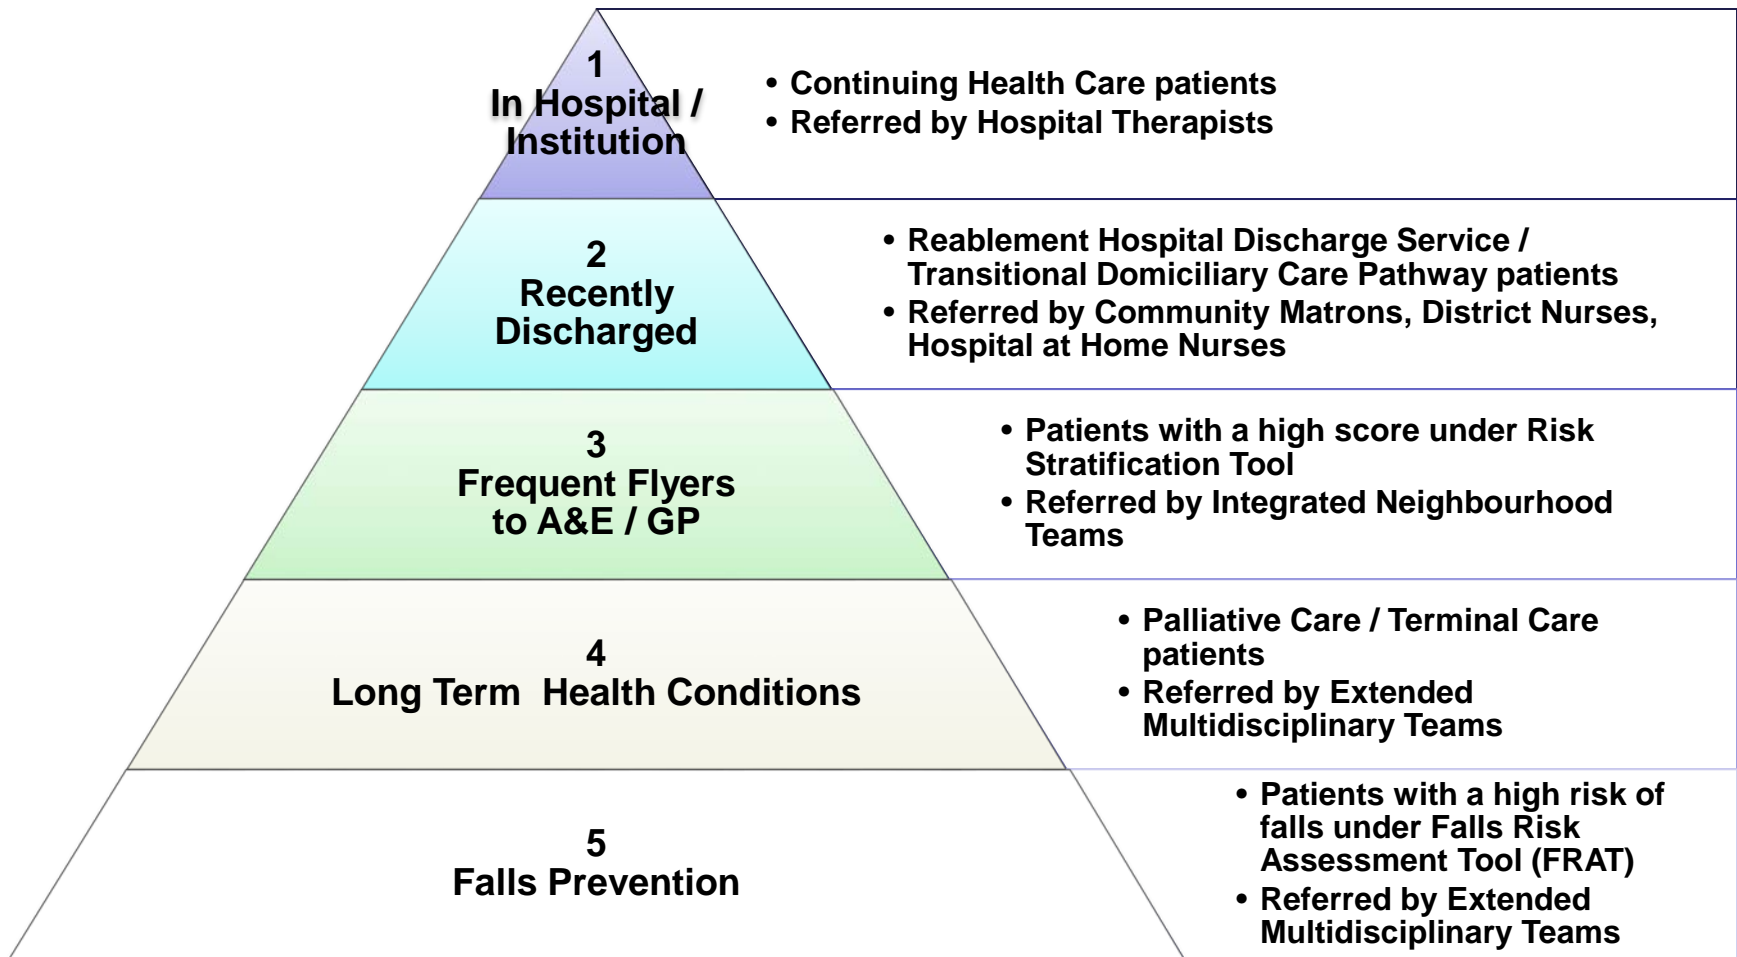 1
In Hospital /
Institution
• Continuing Health Care patients
• Referred by Hospital Therapists
2
Recently
Discharged
• Reablement Hospital Discharge Service /
Transitional Domiciliary Care Pathway patients
• Referred by Community Matrons, District Nurses,
Hospital at Home Nurses
3
Frequent Flyers
to A&E / GP
• Patients with a high score under Risk
Stratification Tool
• Referred by Integrated Neighbourhood
Teams
4
Long Term  Health Conditions
• Palliative Care / Terminal Care
patients
• Referred by Extended
Multidisciplinary Teams
5
Falls Prevention
• Patients with a high risk of
falls under Falls Risk
Assessment Tool (FRAT)
• Referred by Extended
Multidisciplinary Teams